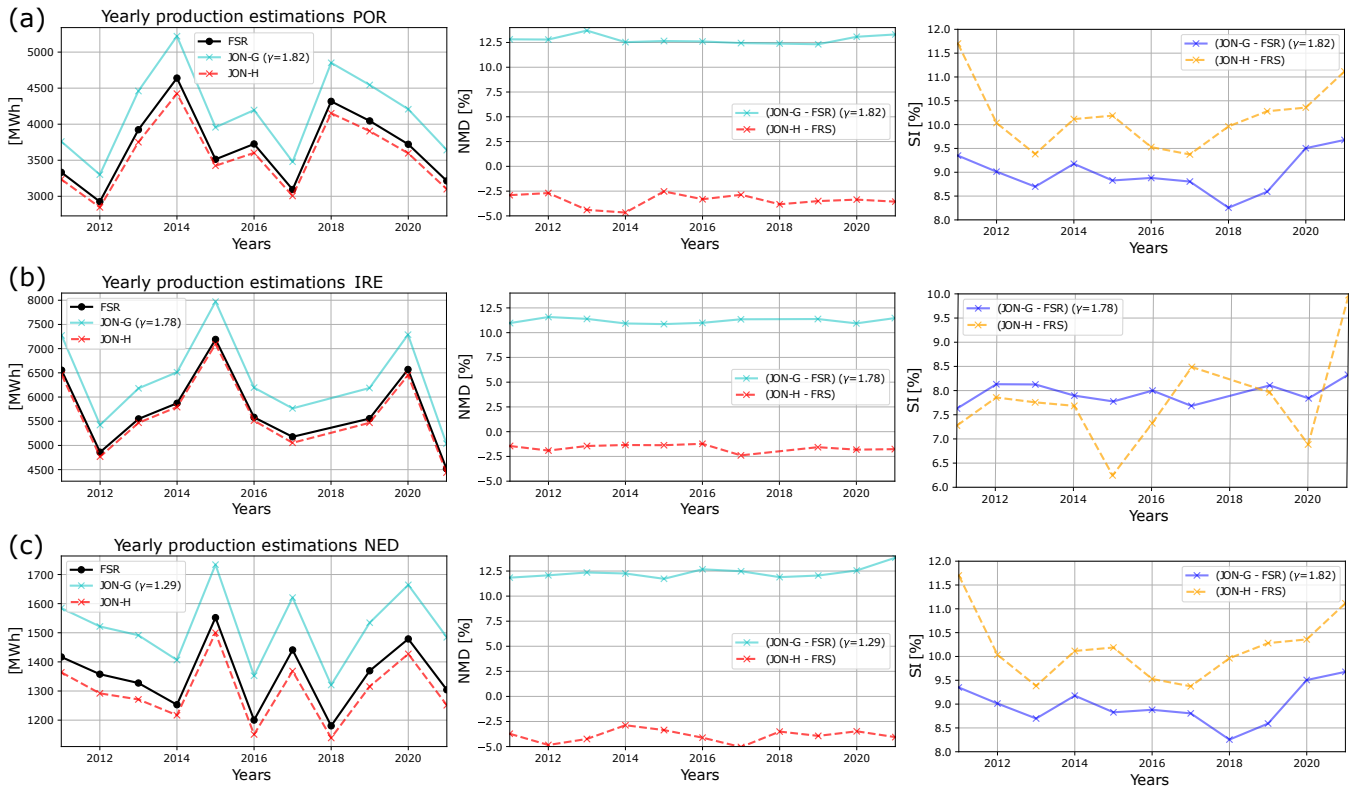 (a)
Yearly production estimations POR
[MWh]
5000
4500
4000
3500
3000
FSR
JON-G (γ=1.82)
JON-H
2012 2014 2016 2018 2020
Years
NMD [%]
12.5
10.0
7.5
5.0
2.5
0.0
−2.5
−5.0
(JON-G - FSR) (γ=1.82)
(JON-H - FRS)
2012 2014 2016 2018 2020
Years
SI [%]
12.0
11.5
11.0
10.5
10.0
9.5
9.0
8.5
8.0
(JON-G - FSR) (γ=1.82)
(JON-H - FRS)
2012 2014 2016 2018 2020
Years
(b)
Yearly production estimations IRE
[MWh]
8000
7500
7000
6500
6000
5500
5000
4500
FSR
JON-G (γ=1.78)
JON-H
2012 2014 2016 2018 2020
Years
NMD [%]
12.5
10.0
7.5
5.0
2.5
0.0
−2.5
−5.0
(JON-G - FSR) (γ=1.78)
(JON-H - FRS)
2012 2014 2016 2018 2020
Years
SI [%]
10.0
9.5
9.0
8.5
8.0
7.5
7.0
6.5
6.0
(JON-G - FSR) (γ=1.78)
(JON-H - FRS)
2012 2014 2016 2018 2020
Years
(c)
Yearly production estimations NED
[MWh]
1700
1600
1500
1400
1300
1200
FSR
JON-G (γ=1.29)
JON-H
2012 2014 2016 2018 2020
Years
NMD [%]
12.5
10.0
7.5
5.0
2.5
0.0
−2.5
−5.0
(JON-G - FSR) (γ=1.29)
(JON-H - FRS)
2012 2014 2016 2018 2020
Years
SI [%]
12.0
11.5
11.0
10.5
10.0
9.5
9.0
8.5
8.0
(JON-G - FSR) (γ=1.82)
(JON-H - FRS)
2012 2014 2016 2018 2020
Years